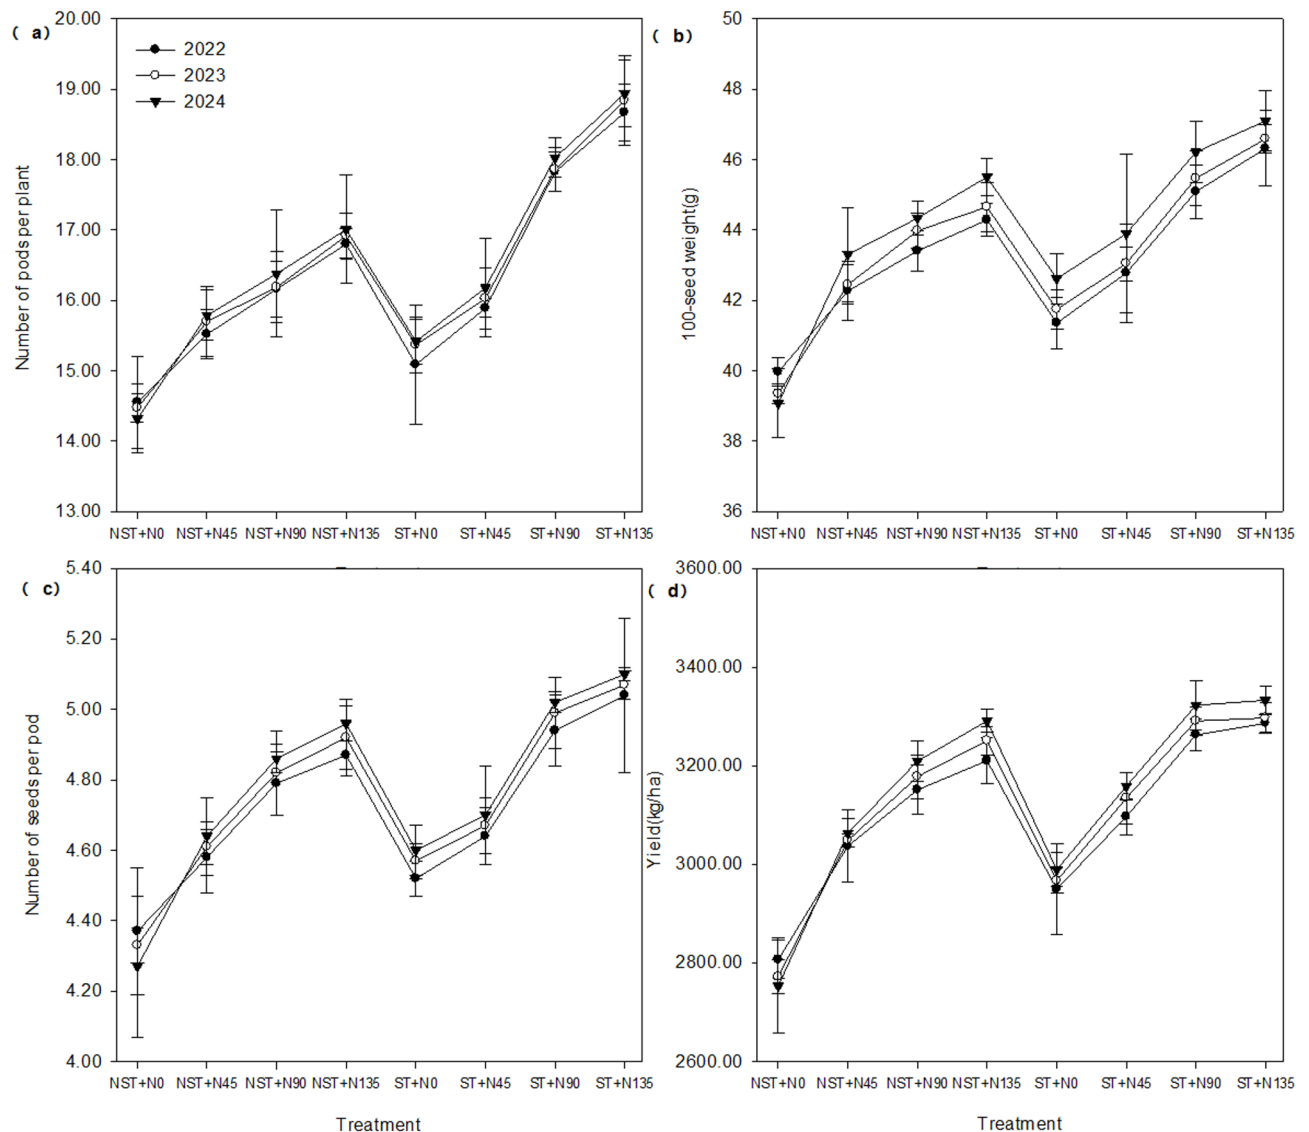 ( a)
20.00
19.00
18.00
17.00
16.00
15.00
14.00
13.00
Number of pods per plant
2022
2023
2024
NST+N0 NST+N45 NST+N90 NST+N135 ST+N0 ST+N45 ST+N90 ST+N135
( b)
50
48
46
44
42
40
38
36
100-seed weight(g)
NST+N0 NST+N45 NST+N90 NST+N135 ST+N0 ST+N45 ST+N90 ST+N135
( c)
5.40
5.20
5.00
4.80
4.60
4.40
4.20
4.00
Number of seeds per pod
NST+N0 NST+N45 NST+N90 NST+N135 ST+N0 ST+N45 ST+N90 ST+N135
Treatment
( d)
3600.00
3400.00
3200.00
3000.00
2800.00
2600.00
Yield(kg/ha)
NST+N0 NST+N45 NST+N90 NST+N135 ST+N0 ST+N45 ST+N90 ST+N135
Treatment